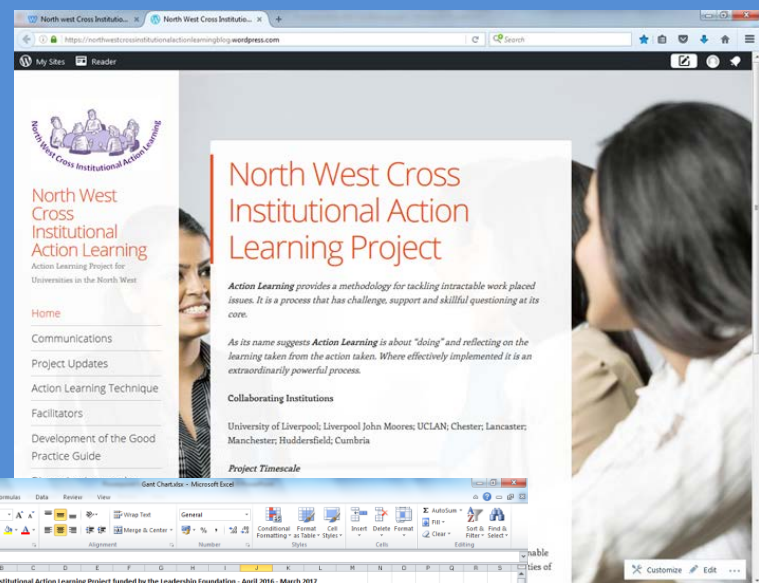 North west Cross Institutio...
North West Cross Institutio...
https://northwestcrossinstitutionalactionlearningblog.wordpress.com
Search
My Sites
Reader
North West Cross Institutional Action Learning
North West
Cross
Institutional
Action Learning
Action Learning Project for
Universities in the North West
Home
Communications
Project Updates
Action Learning Technique
Facilitators
Development of the Good
Practice Guide
North West Cross
Institutional Action
Learning Project
Action Learning provides a methodology for tackling intractable work placed
issues. It is a process that has challenge, support and skillful questioning at its
core.
As its name suggests Action Learning is about "doing" and reflecting on the
learning taken from the action taken. Where effectively implemented it is an
extraordinarily powerful process.
Collaborating Institutions
University of Liverpool; Liverpool John Moores; UCLAN; Chester; Lancaster;
Manchester; Huddersfield; Cumbria
Project Timescale
Customize
Edit
Gant Chart.xlsx - Microsoft Excel
Data Review View
Wrap Text
General
Merge & Center
Conditional Formatting
Format as Table
Cell Styles
Insert
Delete
Format
AutoSum
Fill
Clear
Sort & Filter
Find & Select
Alignment
Number
Styles
Cells
Editing
B C D E F G H I J K L M N O P Q R S
Institutional Action Learning Project funded by the Leadership Foundation - April 2016 - March 2017